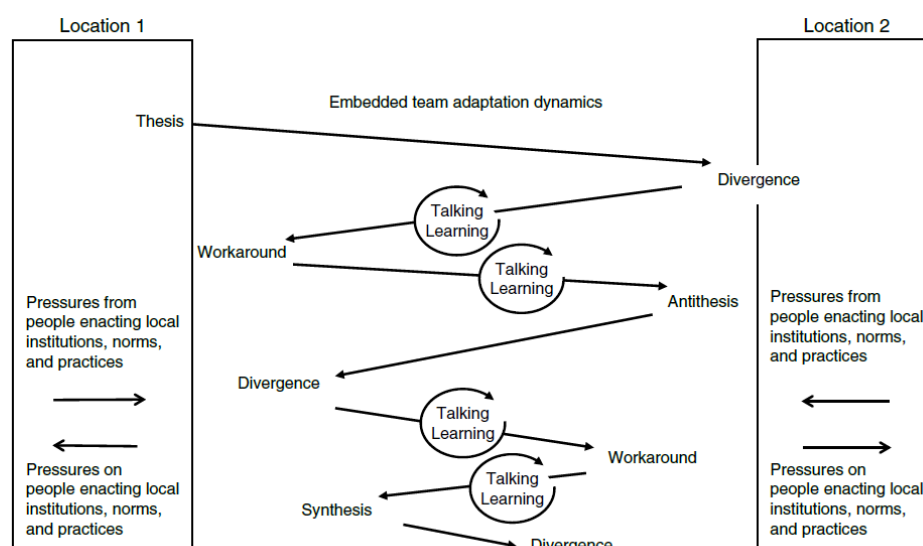 Location 1
Location 2
Embedded team adaptation dynamics
Thesis
Divergence
Talking
Learning
Workaround
Talking
Learning
Antithesis
Pressures from
people enacting local
institutions, norms,
and practices
Pressures from
people enacting local
institutions, norms,
and practices
Divergence
Talking
Learning
Workaround
Pressures on
people enacting local
institutions, norms,
and practices
Talking
Learning
Synthesis
Pressures on
people enacting local
institutions, norms,
and practices
Divergence